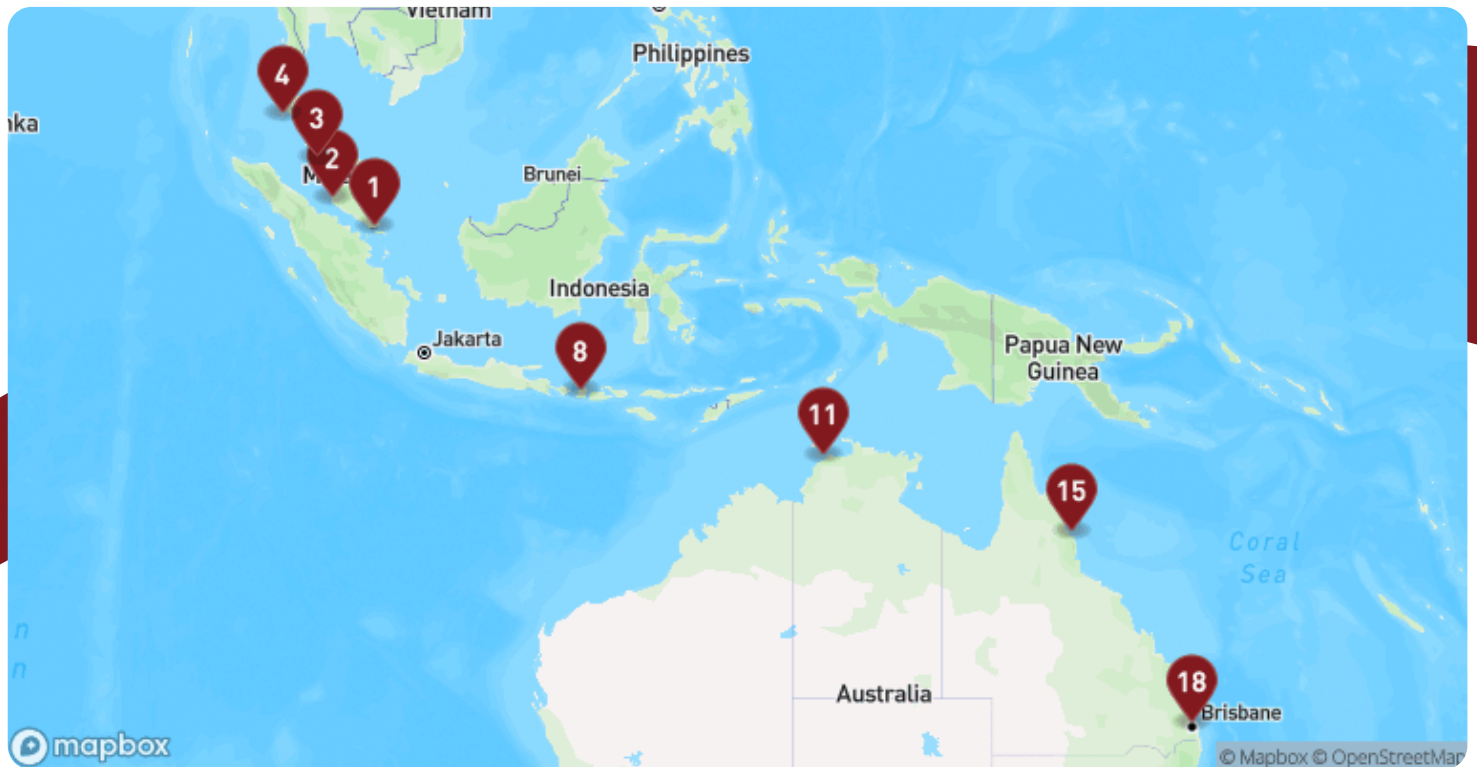 Vietnam
Philippines
4
3
nka
2
1
Brunei
Indonesia
Jakarta
8
Papua New
Guinea
11
15
Coral
Sea
n
n
18
Australia
Brisbane
mapbox
© Mapbox © OpenStreetMap